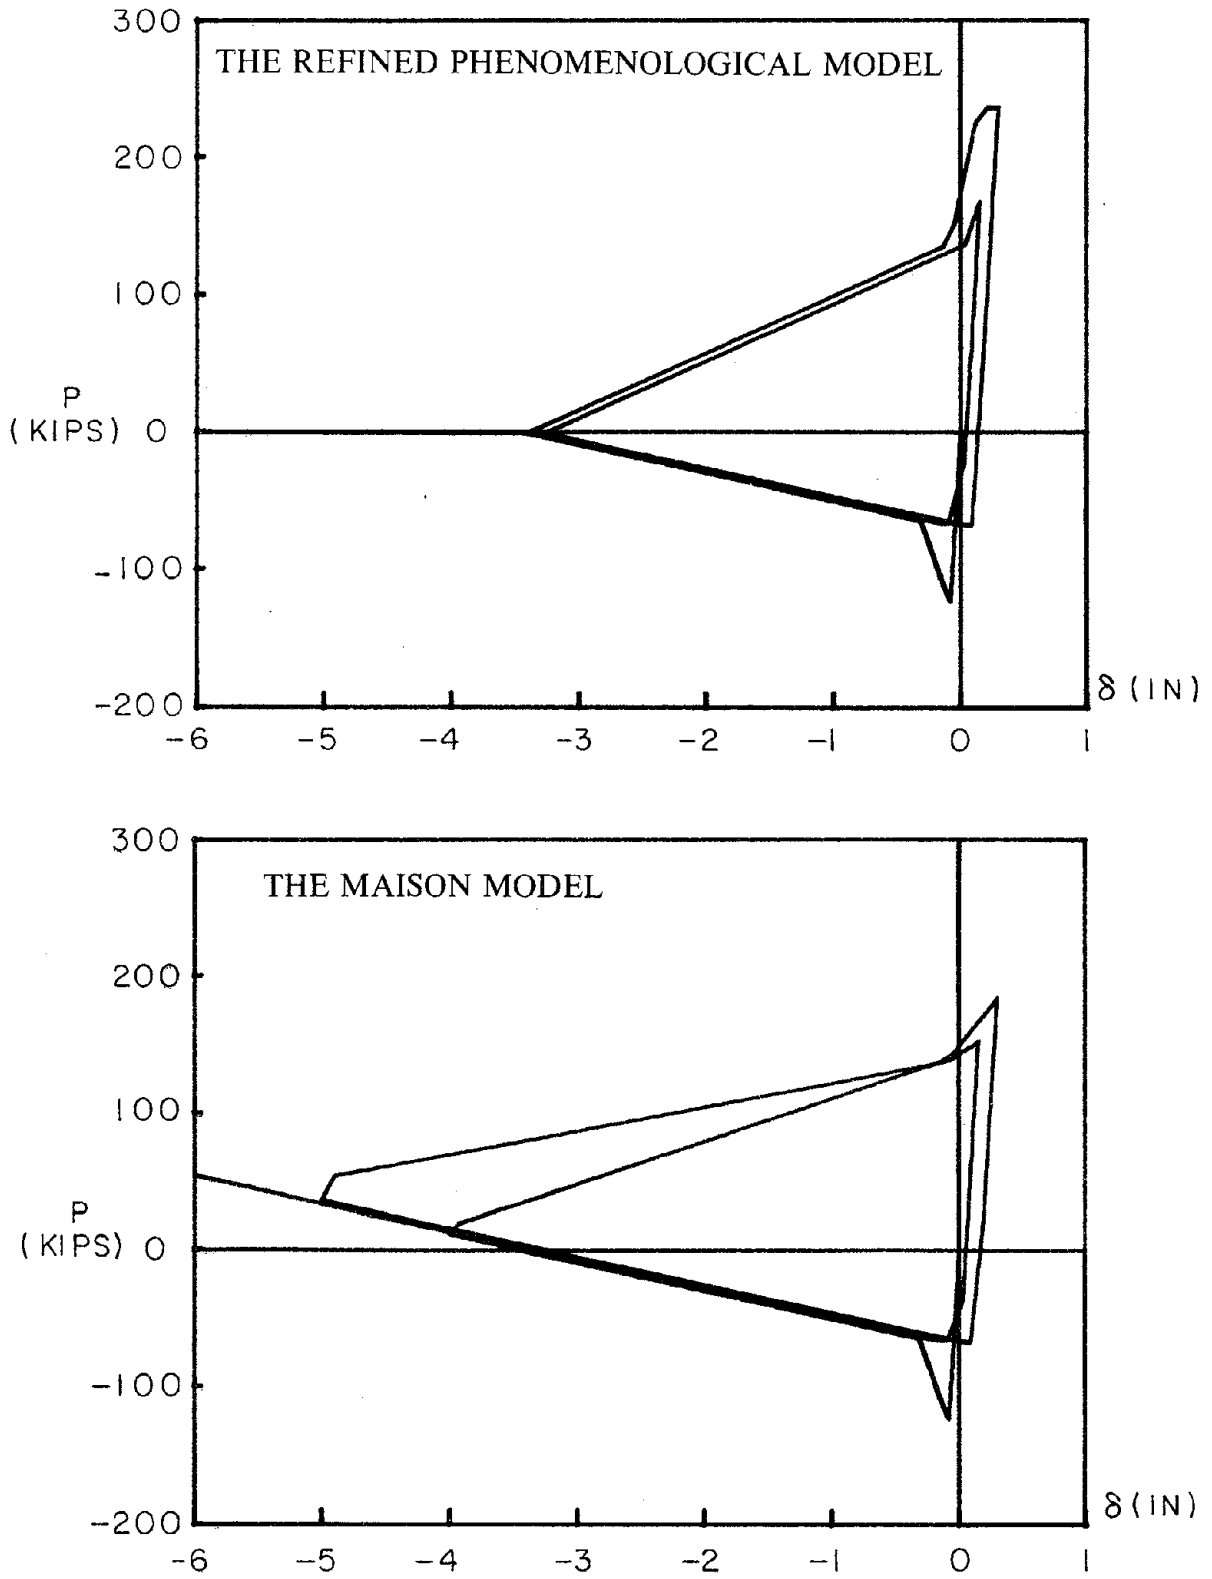 300
THE REFINED PHENOMENOLOGICAL MODEL
200
100
P
(KIPS) 0
-100
-200
δ (IN)
-6 -5 -4 -3 -2 -1 0 1
300
THE MAISON MODEL
200
100
P
(KIPS) 0
-100
-200
δ (IN)
-6 -5 -4 -3 -2 -1 0 1